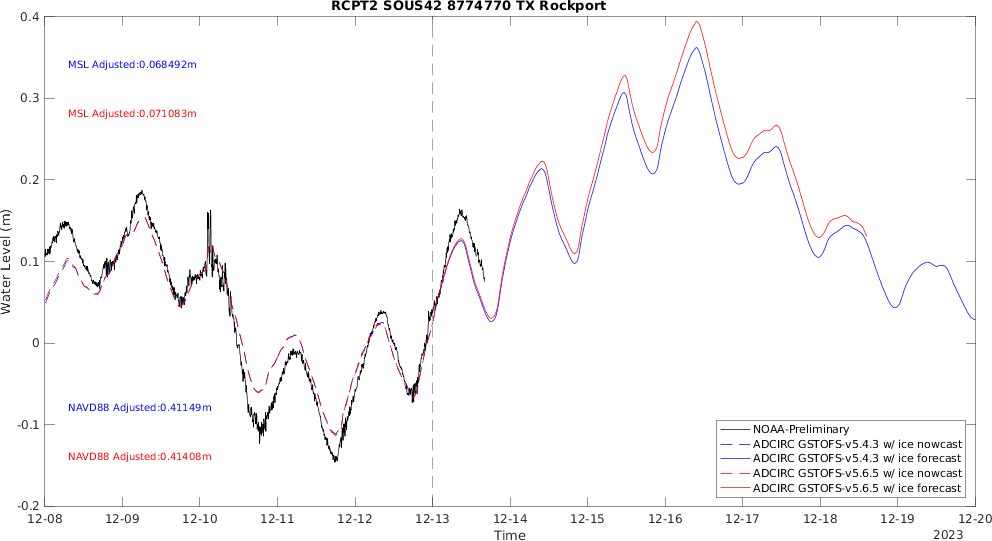 RCPT2 SOUS42 8774770 TX Rockport
0.4
0.3
0.2
0.1
0
-0.1
-0.2
Water Level (m)
MSL Adjusted:0.068492m
MSL Adjusted:0.071083m
NAVD88 Adjusted:0.41149m
NAVD88 Adjusted:0.41408m
NOAA-Preliminary
ADCIRC GSTOFS-v5.4.3 w/ ice nowcast
ADCIRC GSTOFS-v5.4.3 w/ ice forecast
ADCIRC GSTOFS-v5.6.5 w/ ice nowcast
ADCIRC GSTOFS-v5.6.5 w/ ice forecast
12-08 12-09 12-10 12-11 12-12 12-13 12-14 12-15 12-16 12-17 12-18 12-19 12-20
Time
2023